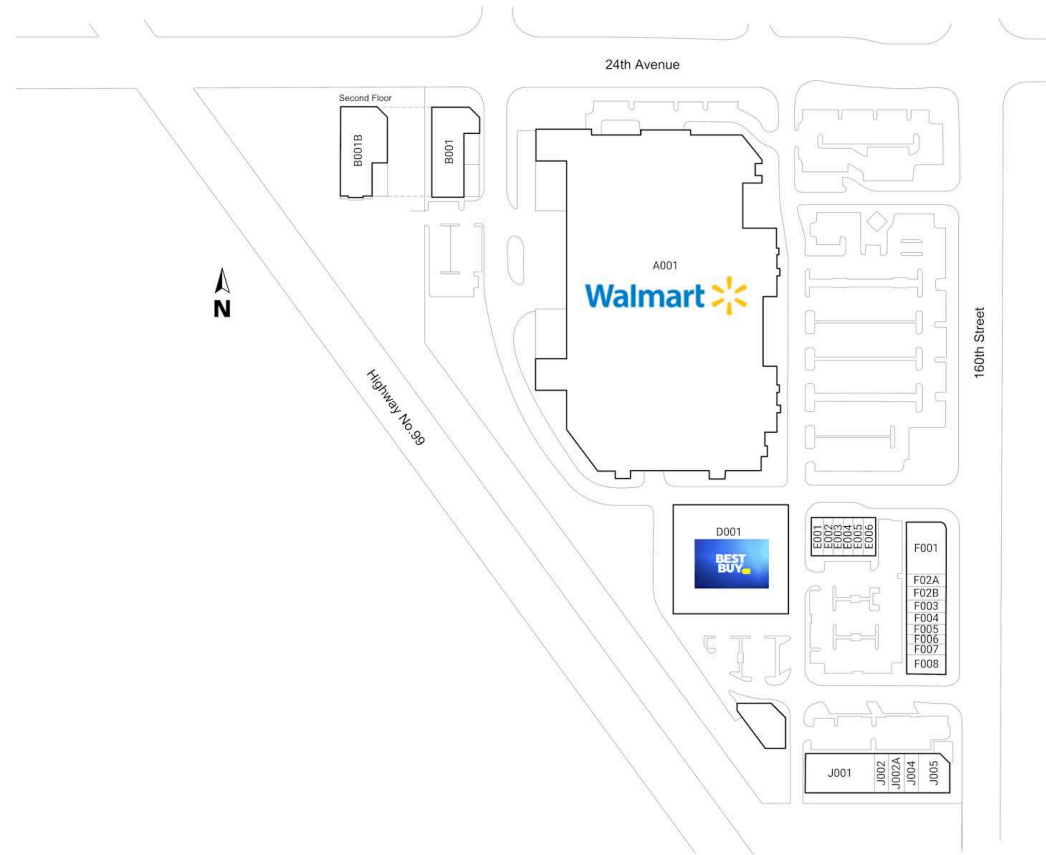 24th Avenue
Second Floor
B001B
B001
A001
Walmart
N
160th Street
Highway No.99
D001
BEST
BUY
E001
E002
E003
E004
E005
E006
F001
F02A
F02B
F003
F004
F005
F006
F007
F008
J001
J002
J002A
J004
J005